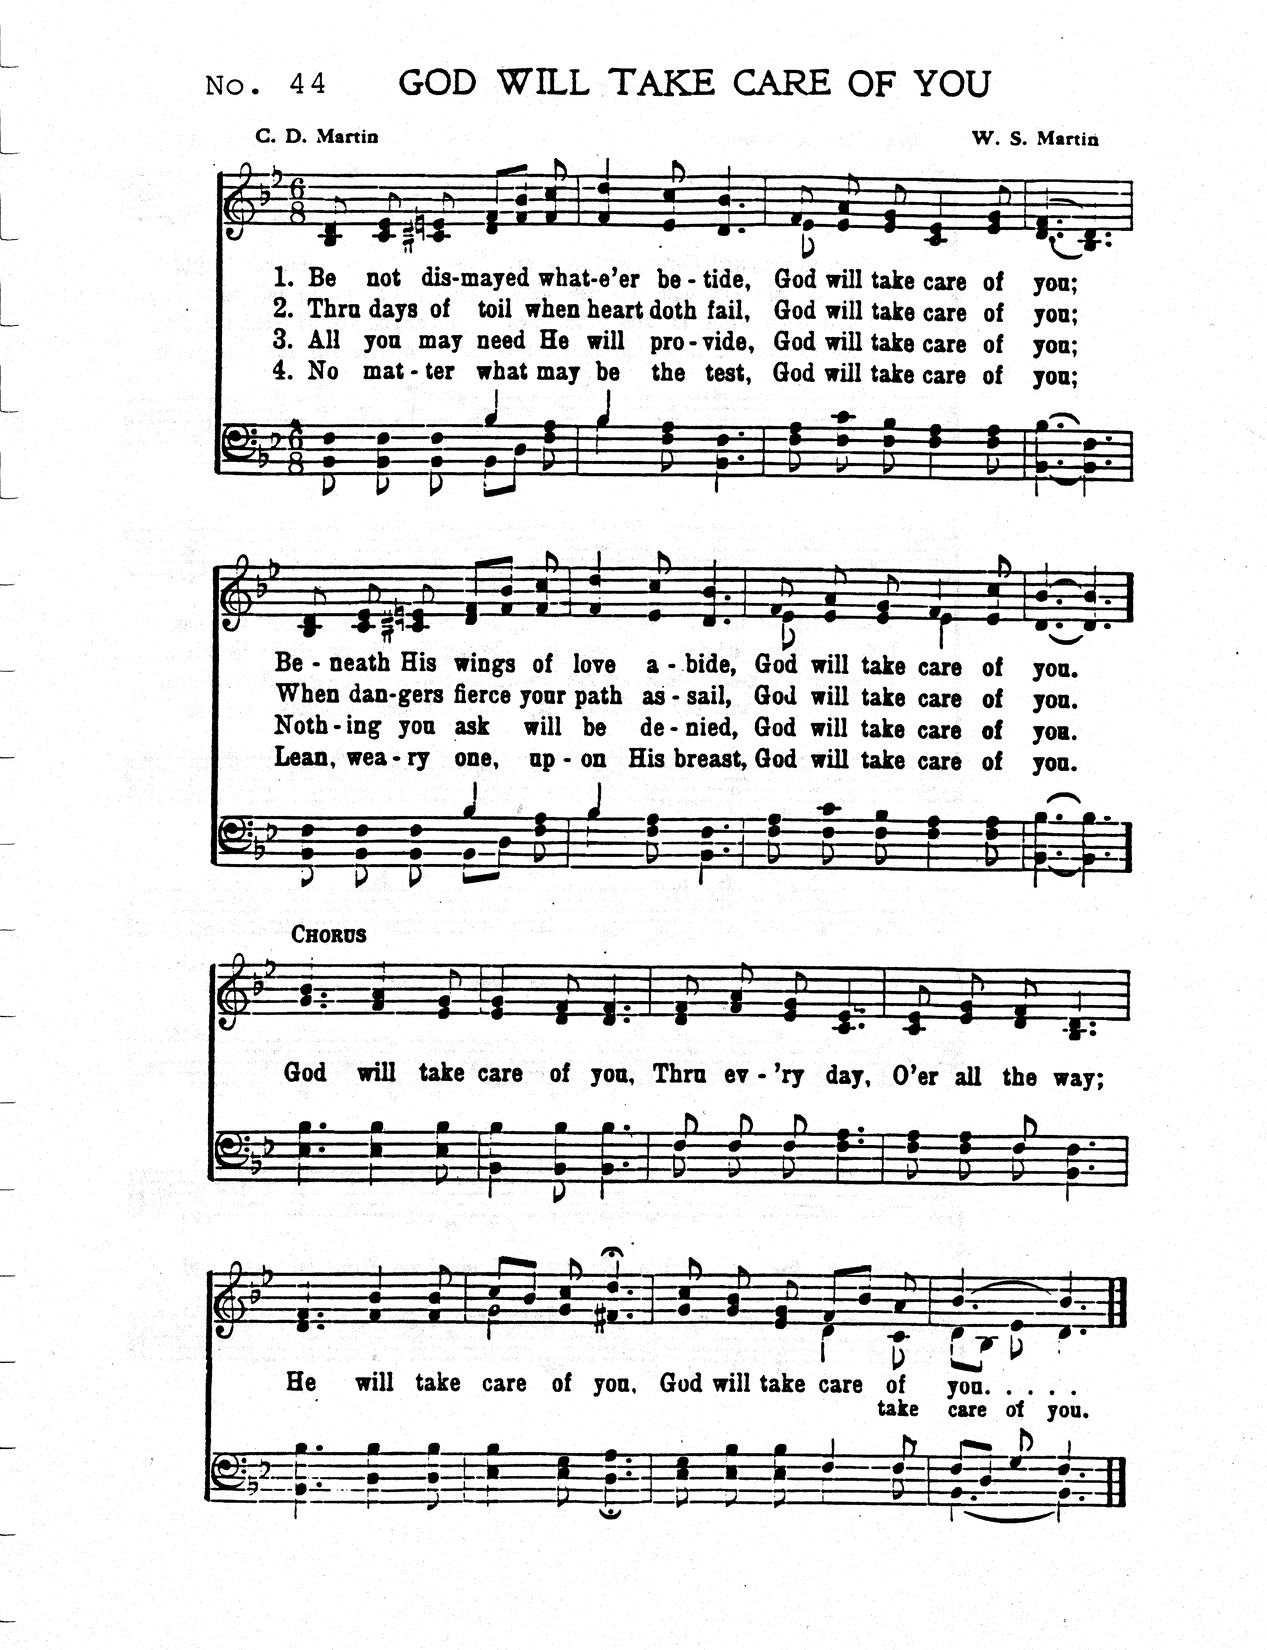 No. 44 GOD WILL TAKE CARE OF YOU
C. D. Martin W. S. Martin
6
8
1. Be not dis-mayed what-e'er be-tide, God will take care of you;
2. Thru days of toil when heart doth fail, God will take care of you;
3. All you may need He will pro-vide, God will take care of you;
4. No mat-ter what may be the test, God will take care of you;
6
8
Be-neath His wings of love a-bide, God will take care of you.
When dan-gers fierce your path as-sail, God will take care of you.
Noth-ing you ask will be de-nied, God will take care of you.
Lean, wea-ry one, up-on His breast, God will take care of you.
CHORUS
God will take care of you, Thru ev-'ry day, O'er all the way;
He will take care of you, God will take care of you. . . . .
take care of you.